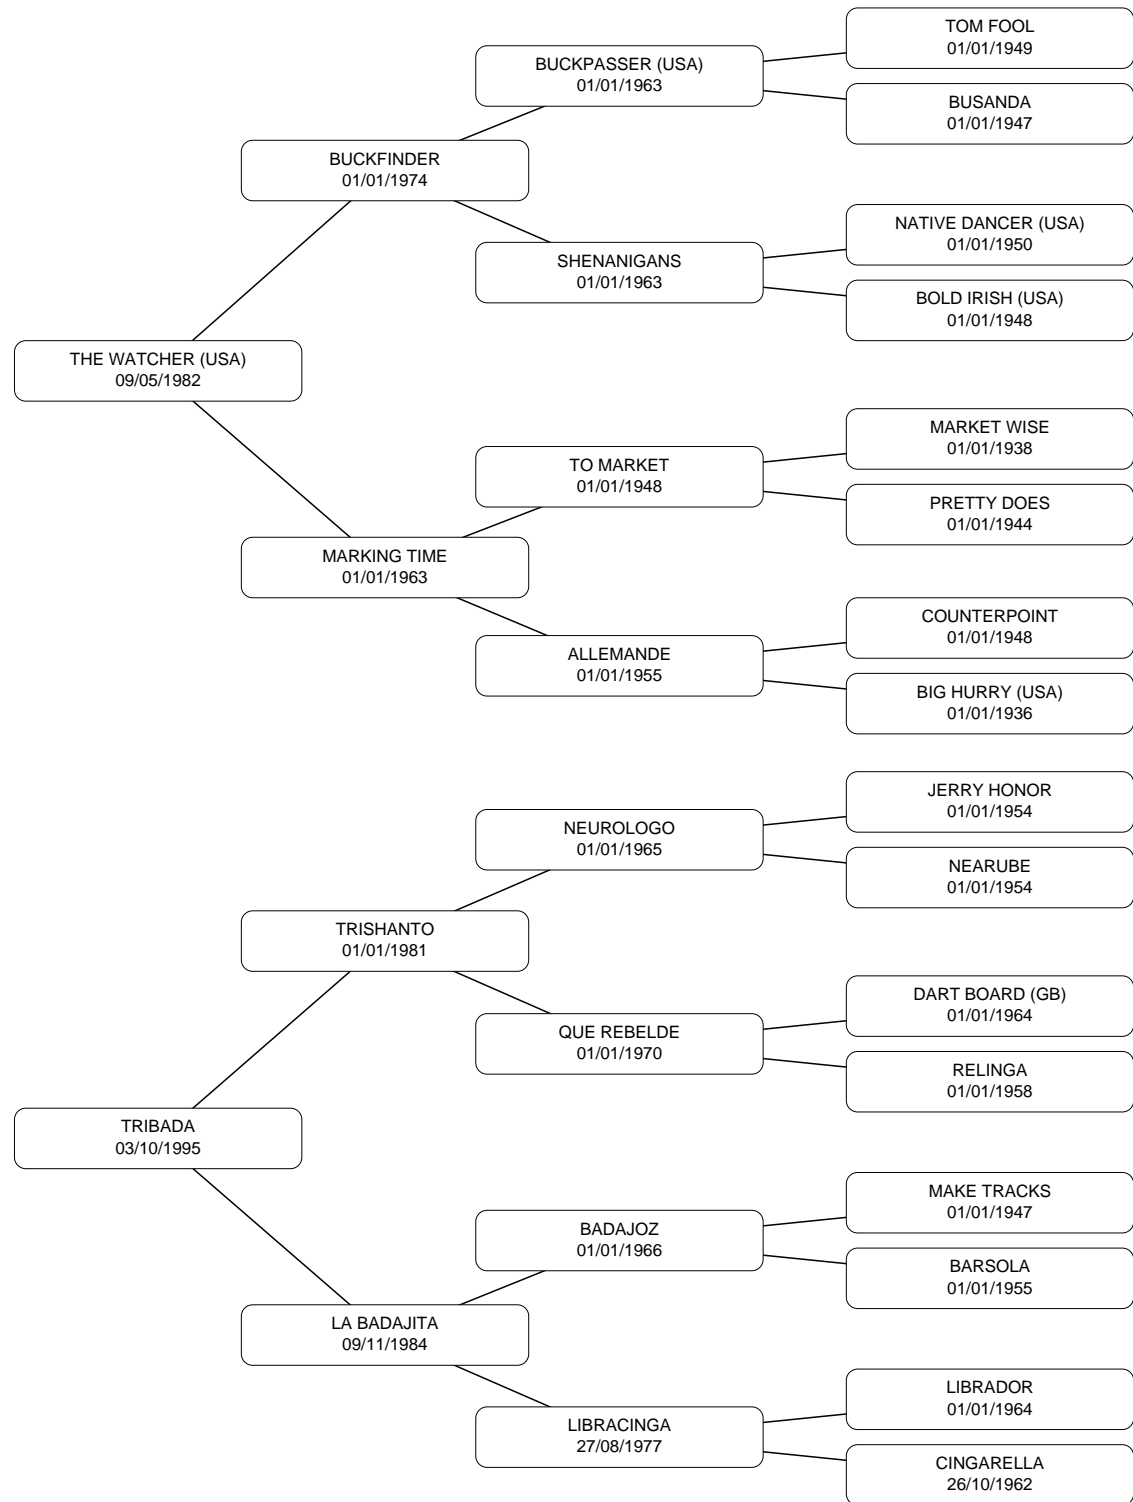 TOM FOOL
01/01/1949
BUCKPASSER (USA)
01/01/1963
BUSANDA
01/01/1947
BUCKFINDER
01/01/1974
NATIVE DANCER (USA)
01/01/1950
SHENANIGANS
01/01/1963
BOLD IRISH (USA)
01/01/1948
THE WATCHER (USA)
09/05/1982
MARKET WISE
01/01/1938
TO MARKET
01/01/1948
PRETTY DOES
01/01/1944
MARKING TIME
01/01/1963
COUNTERPOINT
01/01/1948
ALLEMANDE
01/01/1955
BIG HURRY (USA)
01/01/1936
JERRY HONOR
01/01/1954
NEUROLOGO
01/01/1965
NEARUBE
01/01/1954
TRISHANTO
01/01/1981
DART BOARD (GB)
01/01/1964
QUE REBELDE
01/01/1970
RELINGA
01/01/1958
TRIBADA
03/10/1995
MAKE TRACKS
01/01/1947
BADAJOZ
01/01/1966
BARSOLA
01/01/1955
LA BADAJITA
09/11/1984
LIBRADOR
01/01/1964
LIBRACINGA
27/08/1977
CINGARELLA
26/10/1962